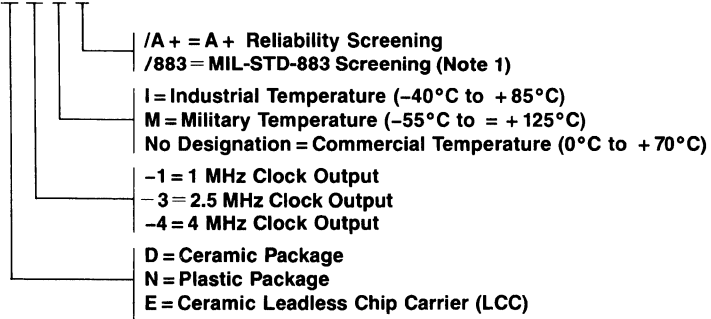 /A + = A + Reliability Screening
/883 = MIL-STD-883 Screening (Note 1)
I = Industrial Temperature (−40°C to + 85°C)
M = Military Temperature (−55°C to = + 125°C)
No Designation = Commercial Temperature (0°C to + 70°C)
−1 = 1 MHz Clock Output
−3 = 2.5 MHz Clock Output
−4 = 4 MHz Clock Output
D = Ceramic Package
N = Plastic Package
E = Ceramic Leadless Chip Carrier (LCC)